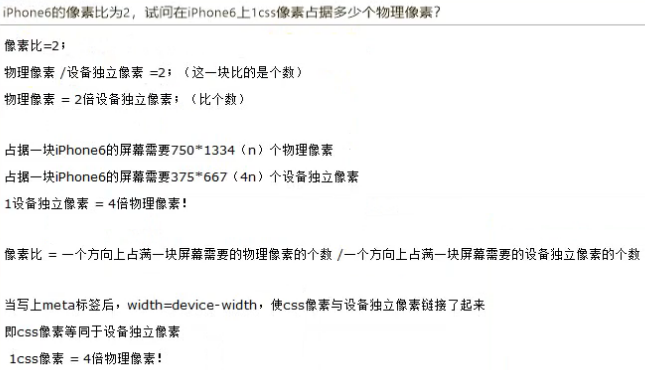 iPhone6的像素比为2，试问在iPhone6上1css像素占据多少个物理像素？
像素比=2；
物理像素 /设备独立像素 =2；（这一块比的是个数）
物理像素 = 2倍设备独立像素；（比个数）
占据一块iPhone6的屏幕需要750*1334（n）个物理像素
占据一块iPhone6的屏幕需要375*667（4n）个设备独立像素
1设备独立像素 = 4倍物理像素！
像素比 = 一个方向上占满一块屏幕需要的物理像素的个数 /一个方向上占满一块屏幕需要的设备独立像素的个数
当写上meta标签后，width=device-width，使css像素与设备独立像素链接了起来
即css像素等同于设备独立像素
1css像素 = 4倍物理像素！